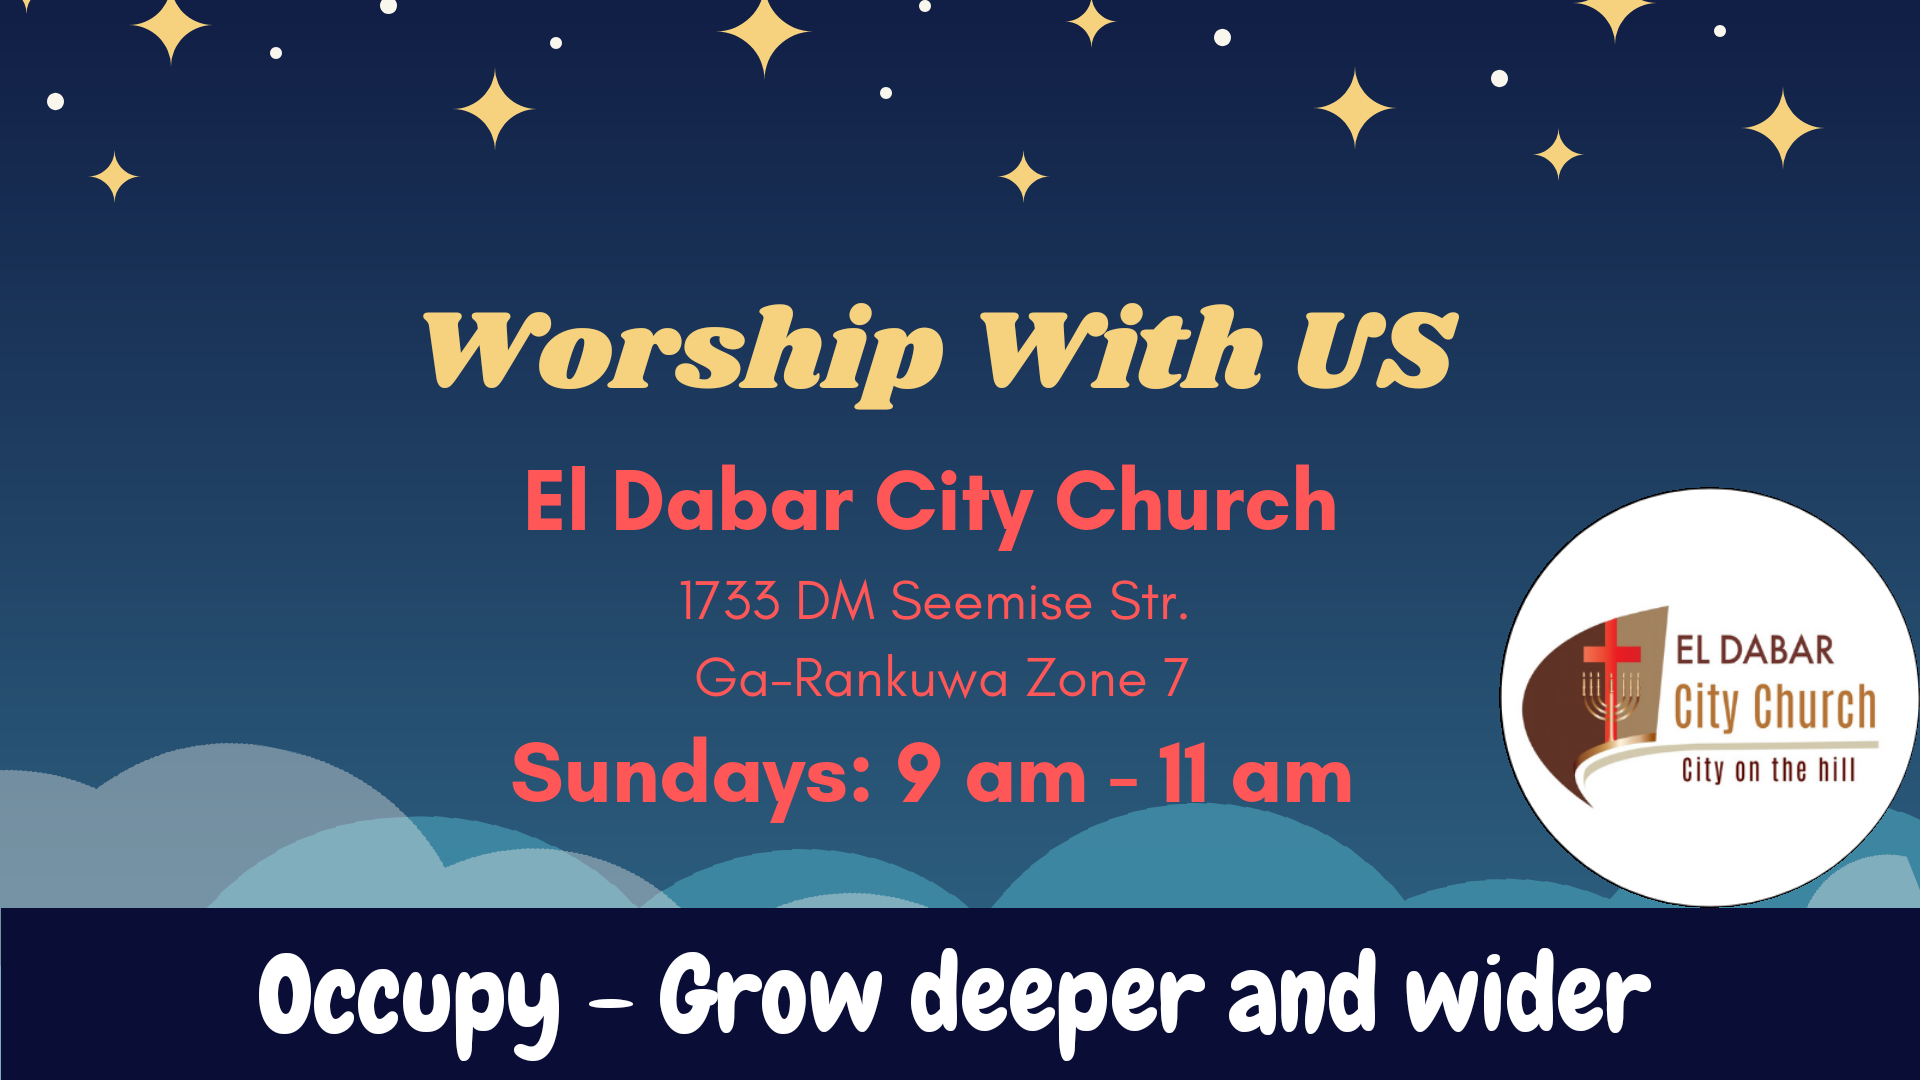 Worship With US
El Dabar City Church
1733 DM Seemise Str.
Ga-Rankuwa Zone 7
Sundays: 9 am - 11 am
EL DABAR
City Church
City on the hill
Occupy - Grow deeper and wider